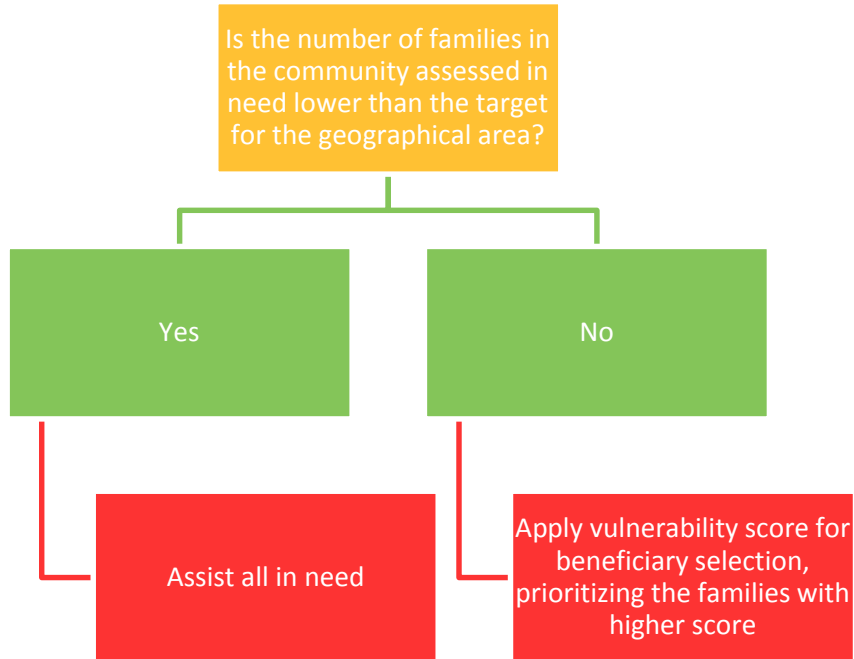 Is the number of families in
the community assessed in
need lower than the target
for the geographical area?
Yes
No
Assist all in need
Apply vulnerability score for
beneficiary selection,
prioritizing the families with
higher score